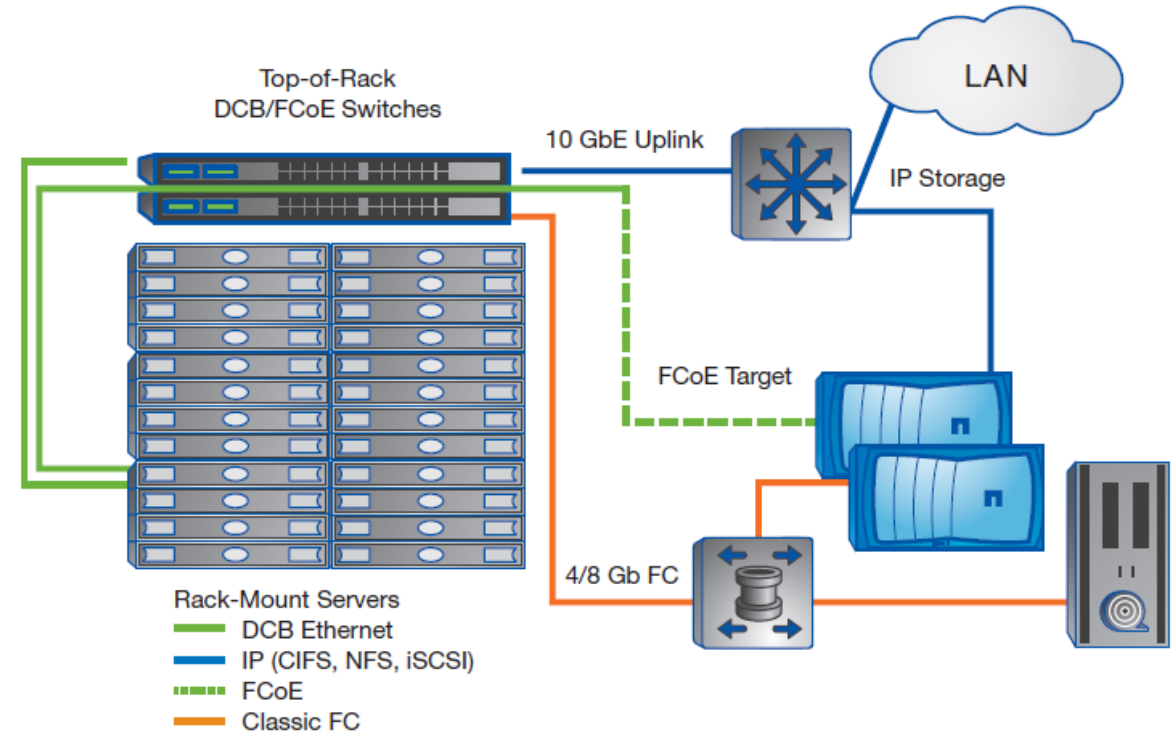 Top-of-Rack
DCB/FCoE Switches
10 GbE Uplink
LAN
IP Storage
FCoE Target
4/8 Gb FC
Rack-Mount Servers
DCB Ethernet
IP (CIFS, NFS, iSCSI)
FCoE
Classic FC